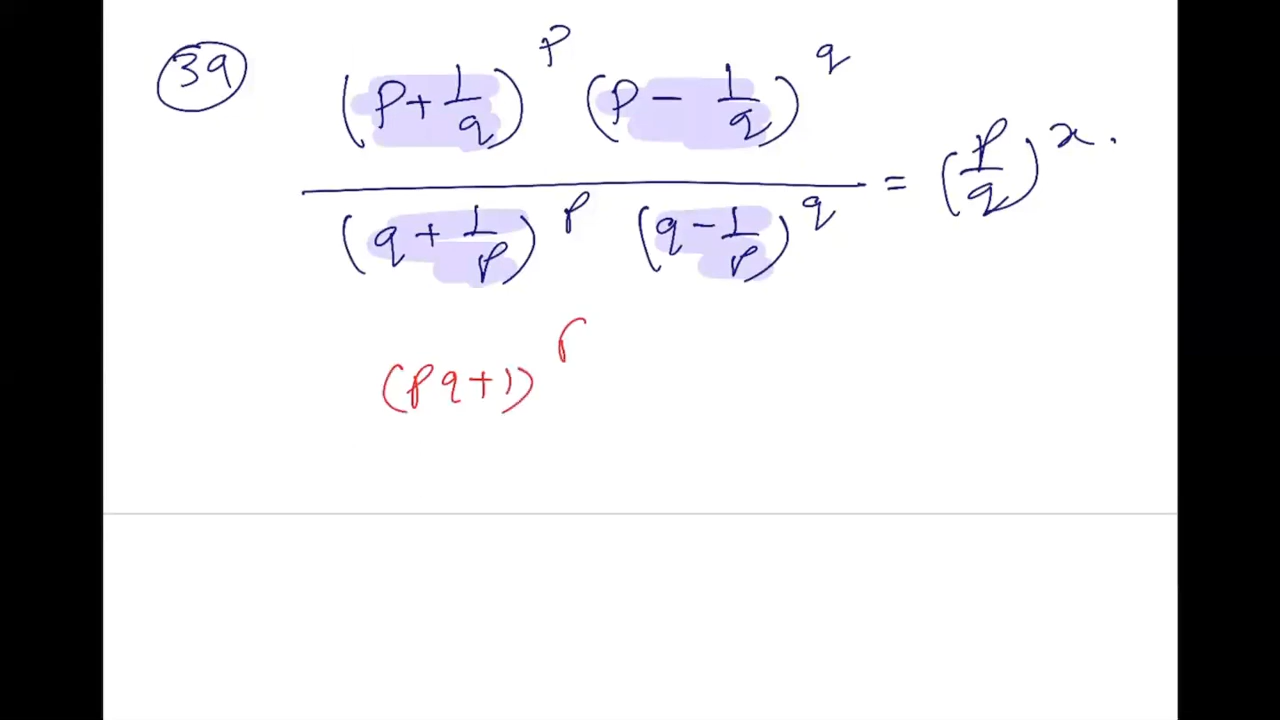 39 (p + 1/q)^p (p - 1/q)^q
/ (q + 1/p)^p (q - 1/p)^q = (p/q)^x .
(pq+1)